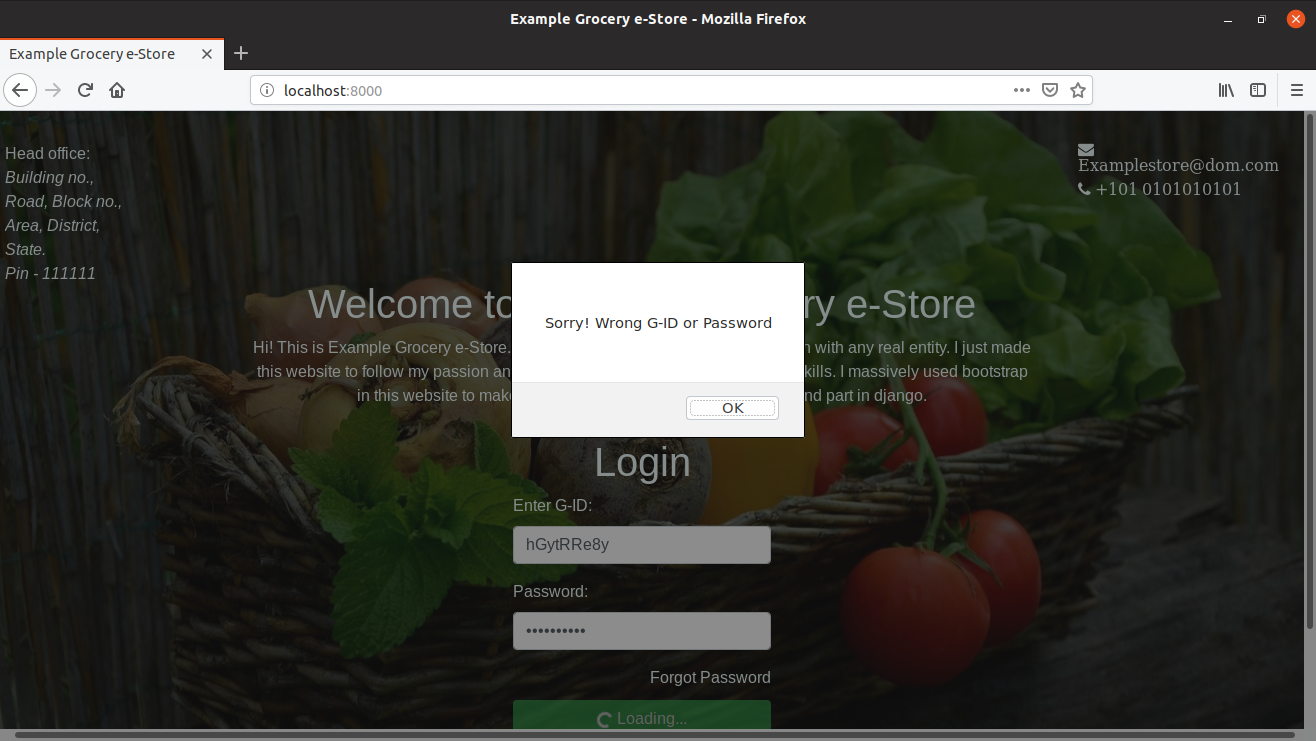 Example Grocery e-Store - Mozilla Firefox
Example Grocery e-Store
localhost:8000
Head office:
Building no.,
Road, Block no.,
Area, District,
State.
Pin - 111111
Examplestore@dom.com
+101 0101010101
Welcome to ry e-Store
Hi! This is Example Grocery e-Store. with any real entity. I just made
this website to follow my passion an kills. I massively used bootstrap
in this website to make nd part in django.
Sorry! Wrong G-ID or Password
OK
Login
Enter G-ID:
hGytRRe8y
Password:
••••••••••
Forgot Password
Loading...